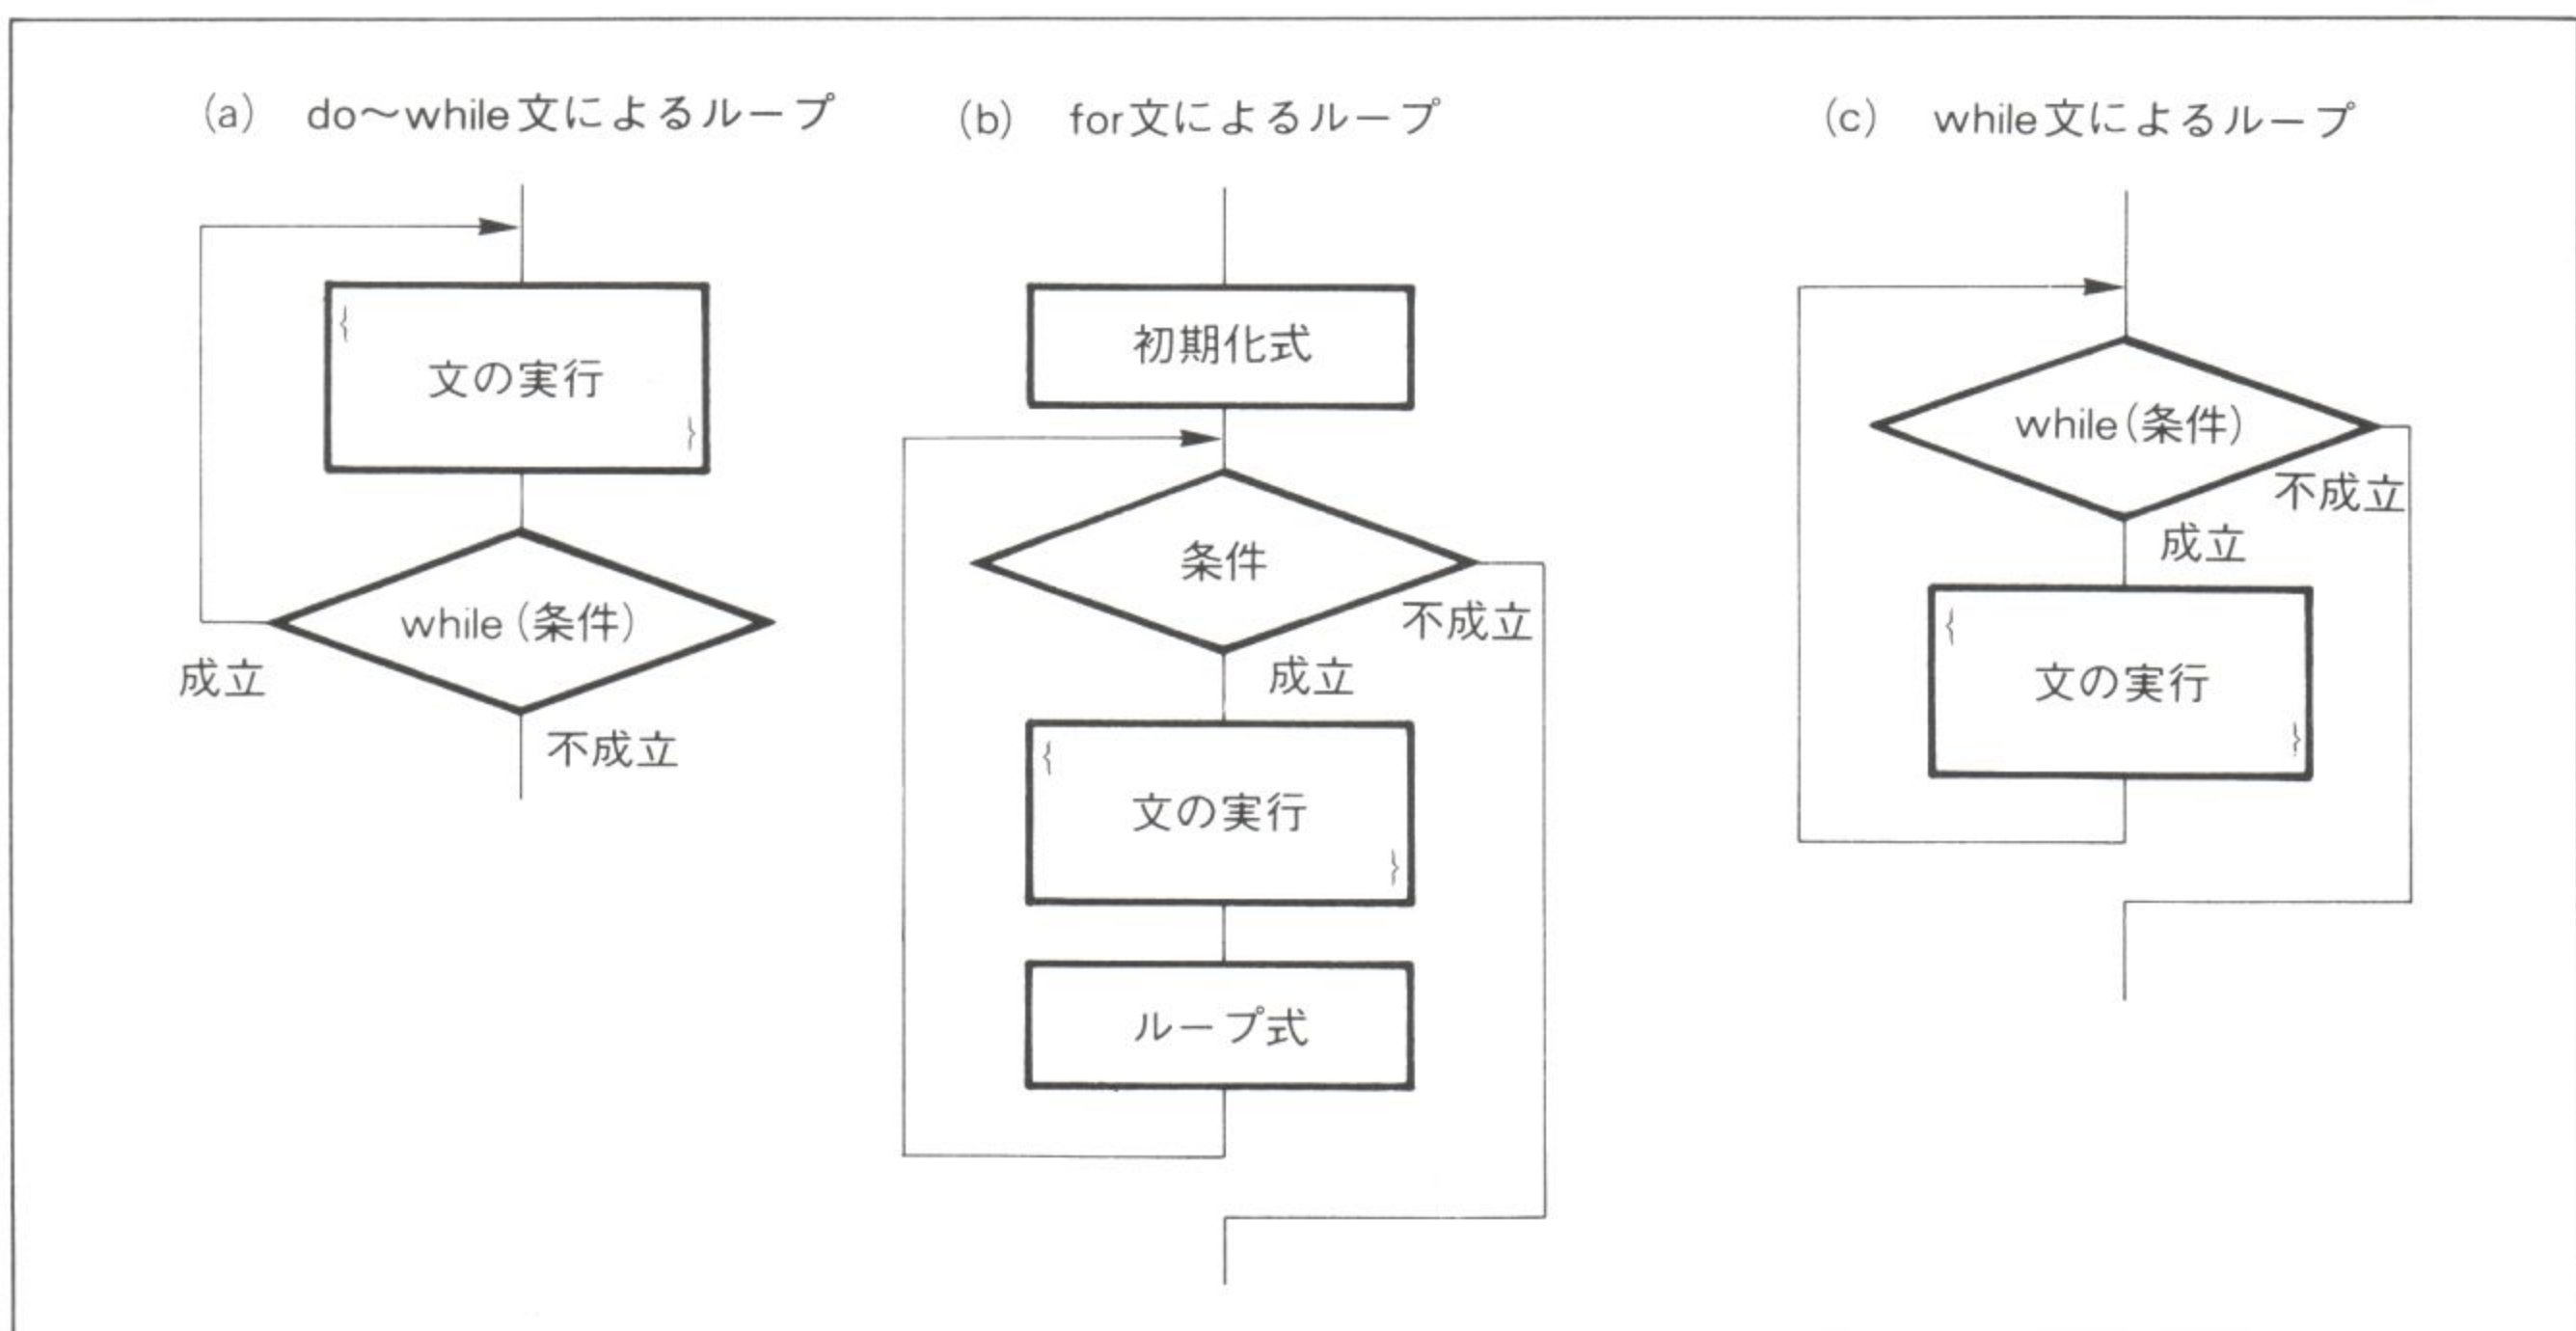 (a) do～while文によるループ
{
文の実行
}
while(条件)
成立
不成立
(b) for文によるループ
初期化式
条件
不成立
成立
{
文の実行
}
ループ式
(c) while文によるループ
while(条件)
不成立
成立
{
文の実行
}